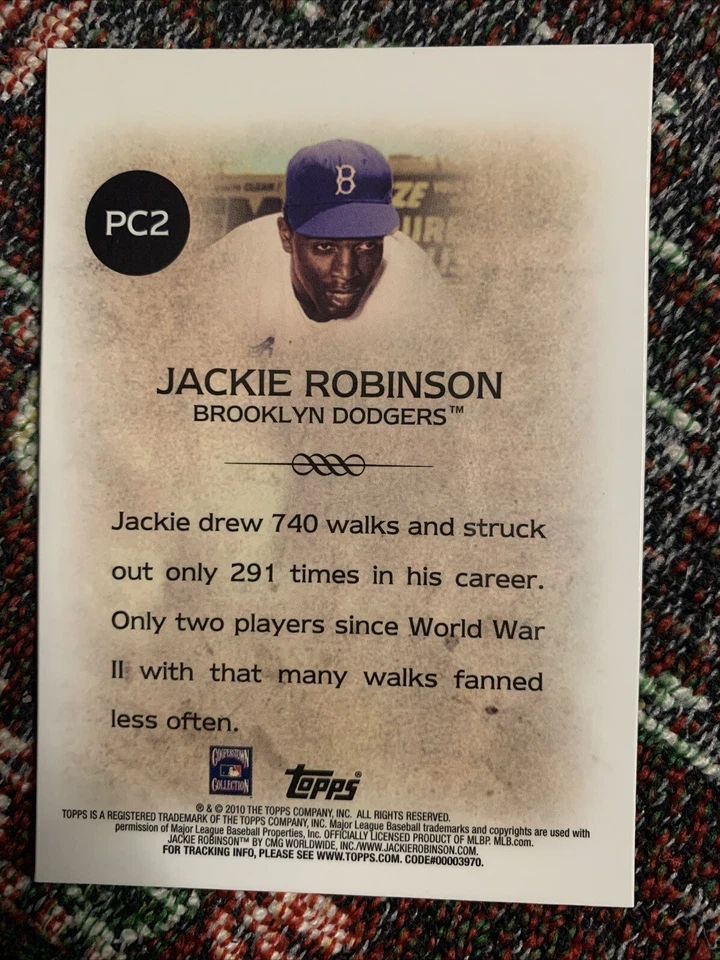 PC2
B
CLEAN
ZE
JACKIE ROBINSON
BROOKLYN DODGERS™
Jackie drew 740 walks and struck
out only 291 times in his career.
Only two players since World War
II with that many walks fanned
less often.
COOPERSTOWN
COLLECTION
topps®
® & © 2010 THE TOPPS COMPANY, INC. ALL RIGHTS RESERVED.
TOPPS IS A REGISTERED TRADEMARK OF THE TOPPS COMPANY, INC. Major League Baseball trademarks and copyrights are used with
permission of Major League Baseball Properties, Inc. OFFICIALLY LICENSED PRODUCT OF MLBP. MLB.com.
JACKIE ROBINSON™ BY CMG WORLDWIDE, INC./WWW.JACKIEROBINSON.COM.
FOR TRACKING INFO, PLEASE SEE WWW.TOPPS.COM. CODE#00003970.